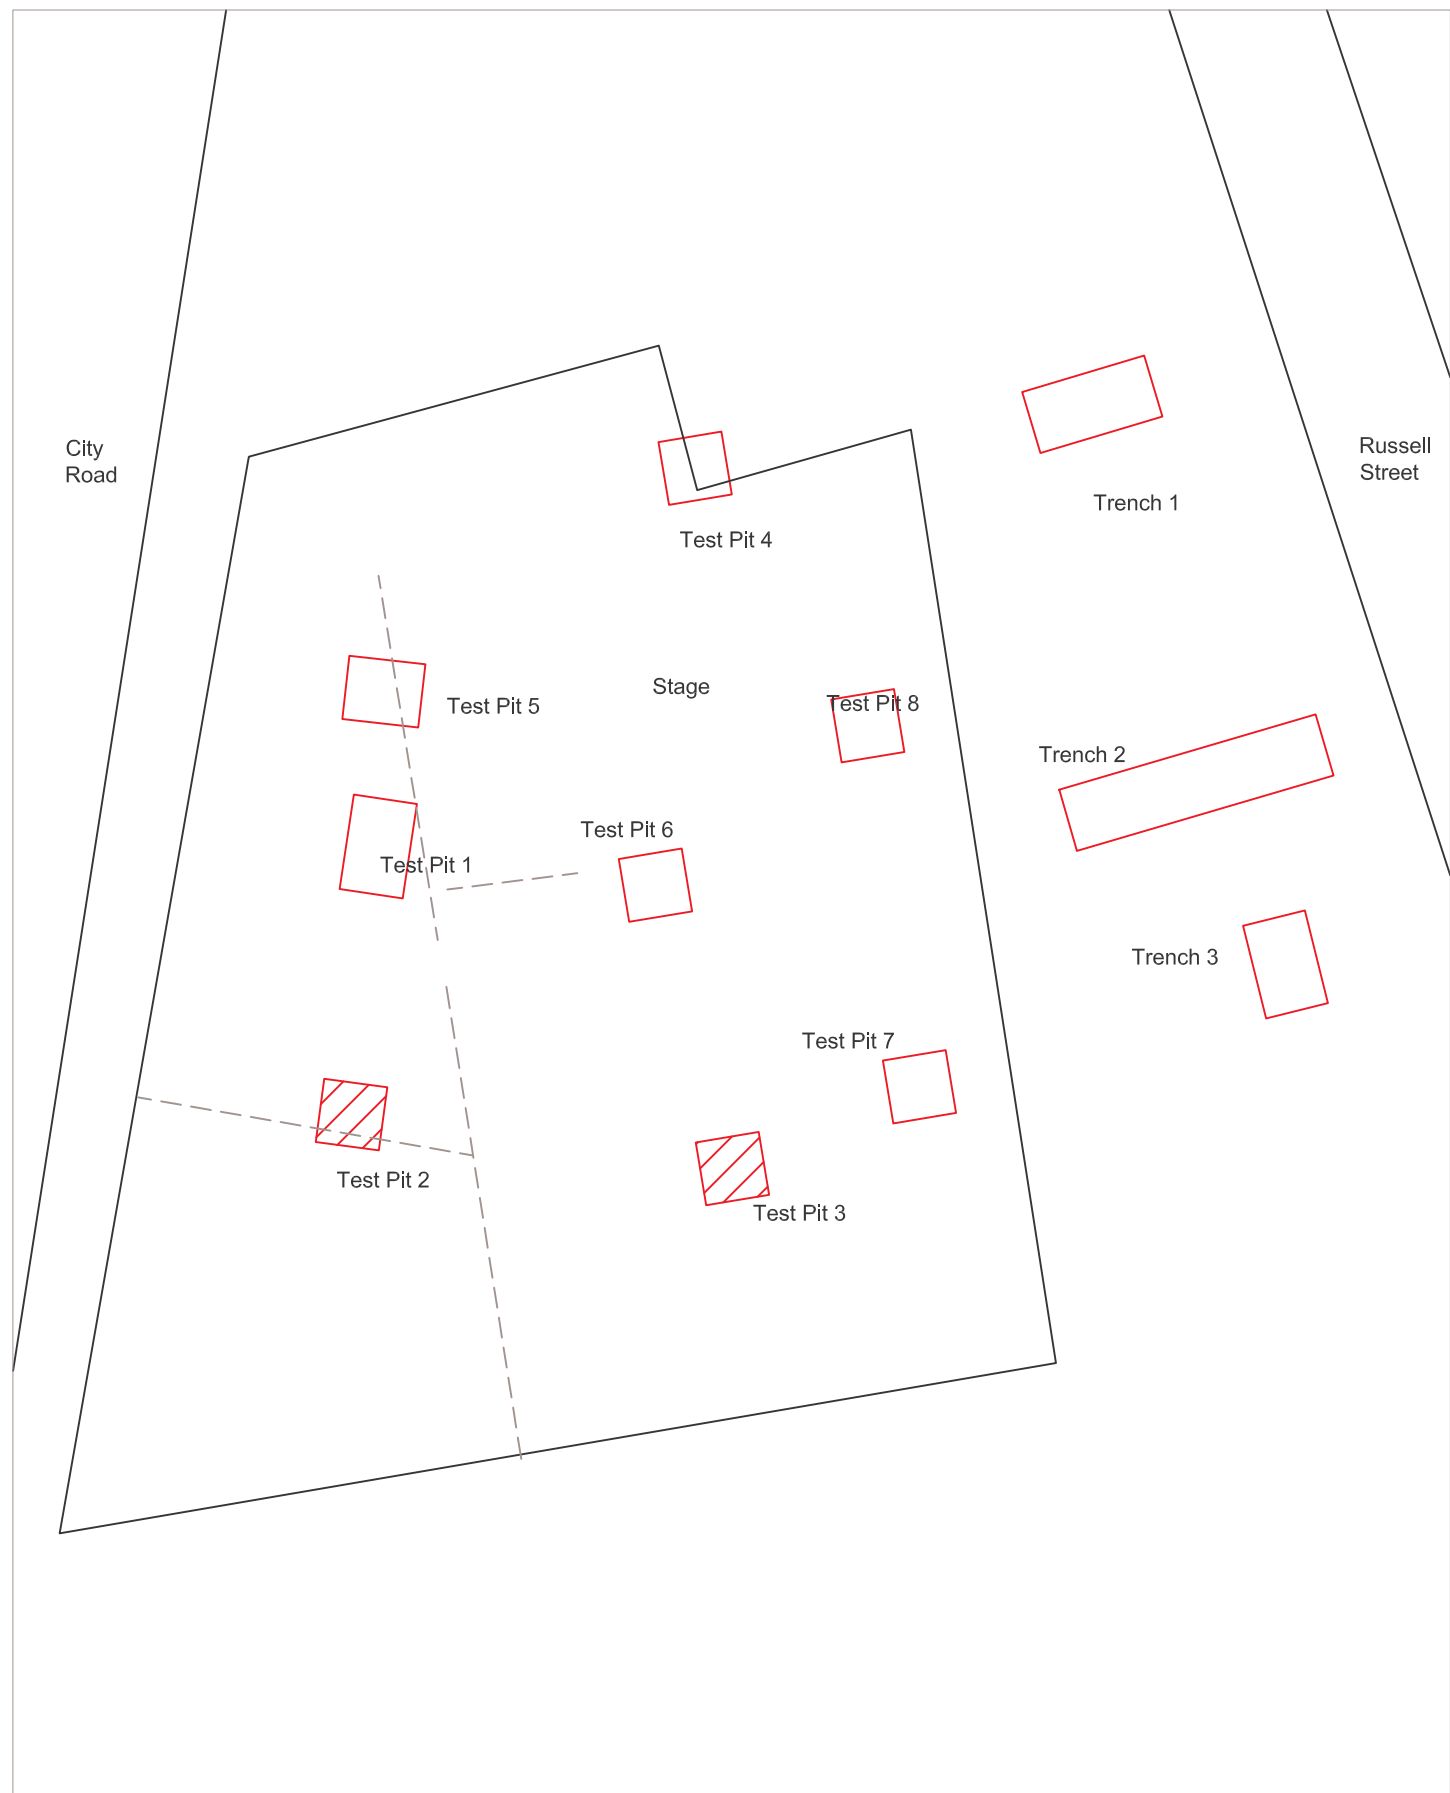 City
Road
Russell
Street
Trench 1
Test Pit 4
Stage
Test Pit 5
Test Pit 8
Trench 2
Test Pit 6
Test Pit 1
Trench 3
Test Pit 7
Test Pit 2
Test Pit 3